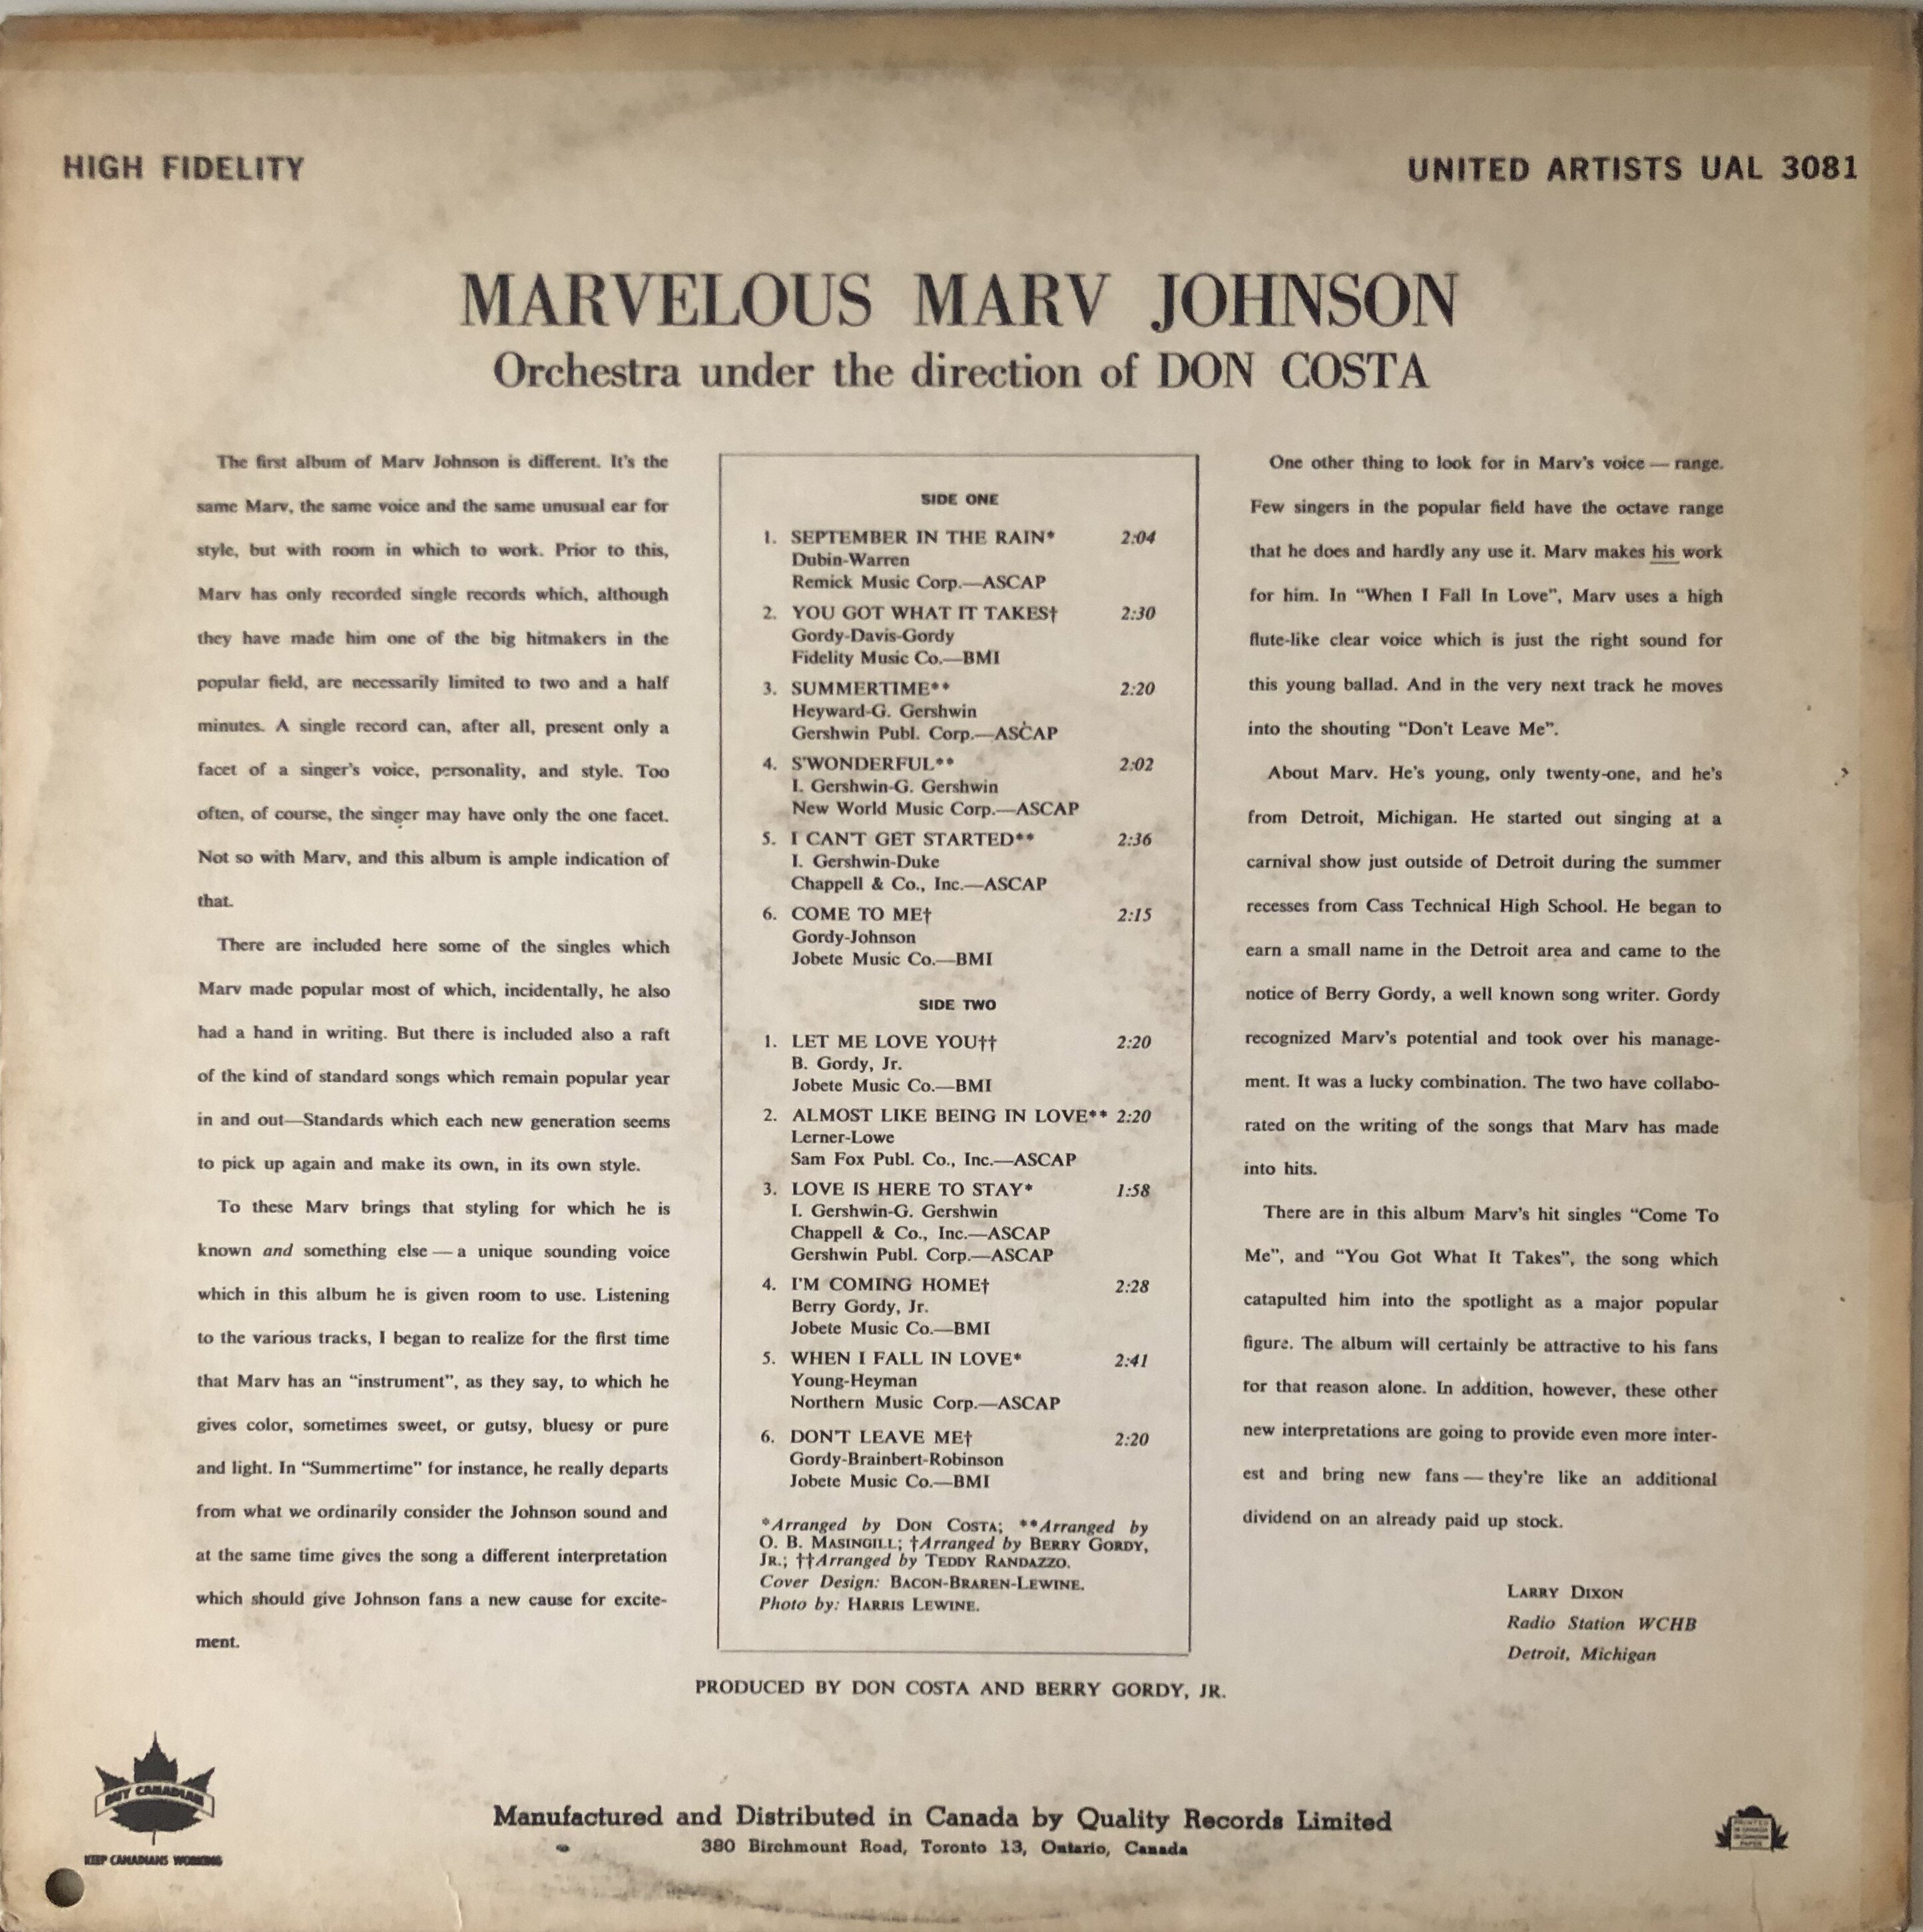 HIGH FIDELITY
UNITED ARTISTS UAL 3081
MARVELOUS MARV JOHNSON
Orchestra under the direction of DON COSTA
The first album of Marv Johnson is different. It's the
same Marv, the same voice and the same unusual ear for
style, but with room in which to work. Prior to this,
Marv has only recorded single records which, although
they have made him one of the big hitmakers in the
popular field, are necessarily limited to two and a half
minutes. A single record can, after all, present only a
facet of a singer's voice, personality, and style. Too
often, of course, the singer may have only the one facet.
Not so with Marv, and this album is ample indication of
that.
There are included here some of the singles which
Marv made popular most of which, incidentally, he also
had a hand in writing. But there is included also a raft
of the kind of standard songs which remain popular year
in and out—Standards which each new generation seems
to pick up again and make its own, in its own style.
To these Marv brings that styling for which he is
known and something else — a unique sounding voice
which in this album he is given room to use. Listening
to the various tracks, I began to realize for the first time
that Marv has an “instrument”, as they say, to which he
gives color, sometimes sweet, or gutsy, bluesy or pure
and light. In “Summertime” for instance, he really departs
from what we ordinarily consider the Johnson sound and
at the same time gives the song a different interpretation
which should give Johnson fans a new cause for excite-
ment.
SIDE ONE
1. SEPTEMBER IN THE RAIN* 2:04
Dubin-Warren
Remick Music Corp.—ASCAP
2. YOU GOT WHAT IT TAKES† 2:30
Gordy-Davis-Gordy
Fidelity Music Co.—BMI
3. SUMMERTIME** 2:20
Heyward-G. Gershwin
Gershwin Publ. Corp.—ASCAP
4. S'WONDERFUL** 2:02
I. Gershwin-G. Gershwin
New World Music Corp.—ASCAP
5. I CAN'T GET STARTED** 2:36
I. Gershwin-Duke
Chappell & Co., Inc.—ASCAP
6. COME TO ME† 2:15
Gordy-Johnson
Jobete Music Co.—BMI
SIDE TWO
1. LET ME LOVE YOU†† 2:20
B. Gordy, Jr.
Jobete Music Co.—BMI
2. ALMOST LIKE BEING IN LOVE** 2:20
Lerner-Lowe
Sam Fox Publ. Co., Inc.—ASCAP
3. LOVE IS HERE TO STAY* 1:58
I. Gershwin-G. Gershwin
Chappell & Co., Inc.—ASCAP
Gershwin Publ. Corp.—ASCAP
4. I'M COMING HOME† 2:28
Berry Gordy, Jr.
Jobete Music Co.—BMI
5. WHEN I FALL IN LOVE* 2:41
Young-Heyman
Northern Music Corp.—ASCAP
6. DON'T LEAVE ME† 2:20
Gordy-Brainbert-Robinson
Jobete Music Co.—BMI
*Arranged by DON COSTA; **Arranged by
O. B. MASINGILL; †Arranged by BERRY GORDY,
JR.; ††Arranged by TEDDY RANDAZZO.
Cover Design: BACON-BRAREN-LEWINE.
Photo by: HARRIS LEWINE.
One other thing to look for in Marv's voice — range.
Few singers in the popular field have the octave range
that he does and hardly any use it. Marv makes his work
for him. In “When I Fall In Love”, Marv uses a high
flute-like clear voice which is just the right sound for
this young ballad. And in the very next track he moves
into the shouting “Don't Leave Me”.
About Marv. He's young, only twenty-one, and he's
from Detroit, Michigan. He started out singing at a
carnival show just outside of Detroit during the summer
recesses from Cass Technical High School. He began to
earn a small name in the Detroit area and came to the
notice of Berry Gordy, a well known song writer. Gordy
recognized Marv's potential and took over his manage-
ment. It was a lucky combination. The two have collabo-
rated on the writing of the songs that Marv has made
into hits.
There are in this album Marv's hit singles “Come To
Me”, and “You Got What It Takes”, the song which
catapulted him into the spotlight as a major popular
figure. The album will certainly be attractive to his fans
for that reason alone. In addition, however, these other
new interpretations are going to provide even more inter-
est and bring new fans — they're like an additional
dividend on an already paid up stock.
LARRY DIXON
Radio Station WCHB
Detroit, Michigan
PRODUCED BY DON COSTA AND BERRY GORDY, JR.
BUY CANADIAN
KEEP CANADIANS WORKING
Manufactured and Distributed in Canada by Quality Records Limited
380 Birchmount Road, Toronto 13, Ontario, Canada
PRINTED
IN CANADA
ON CANADIAN
PAPER